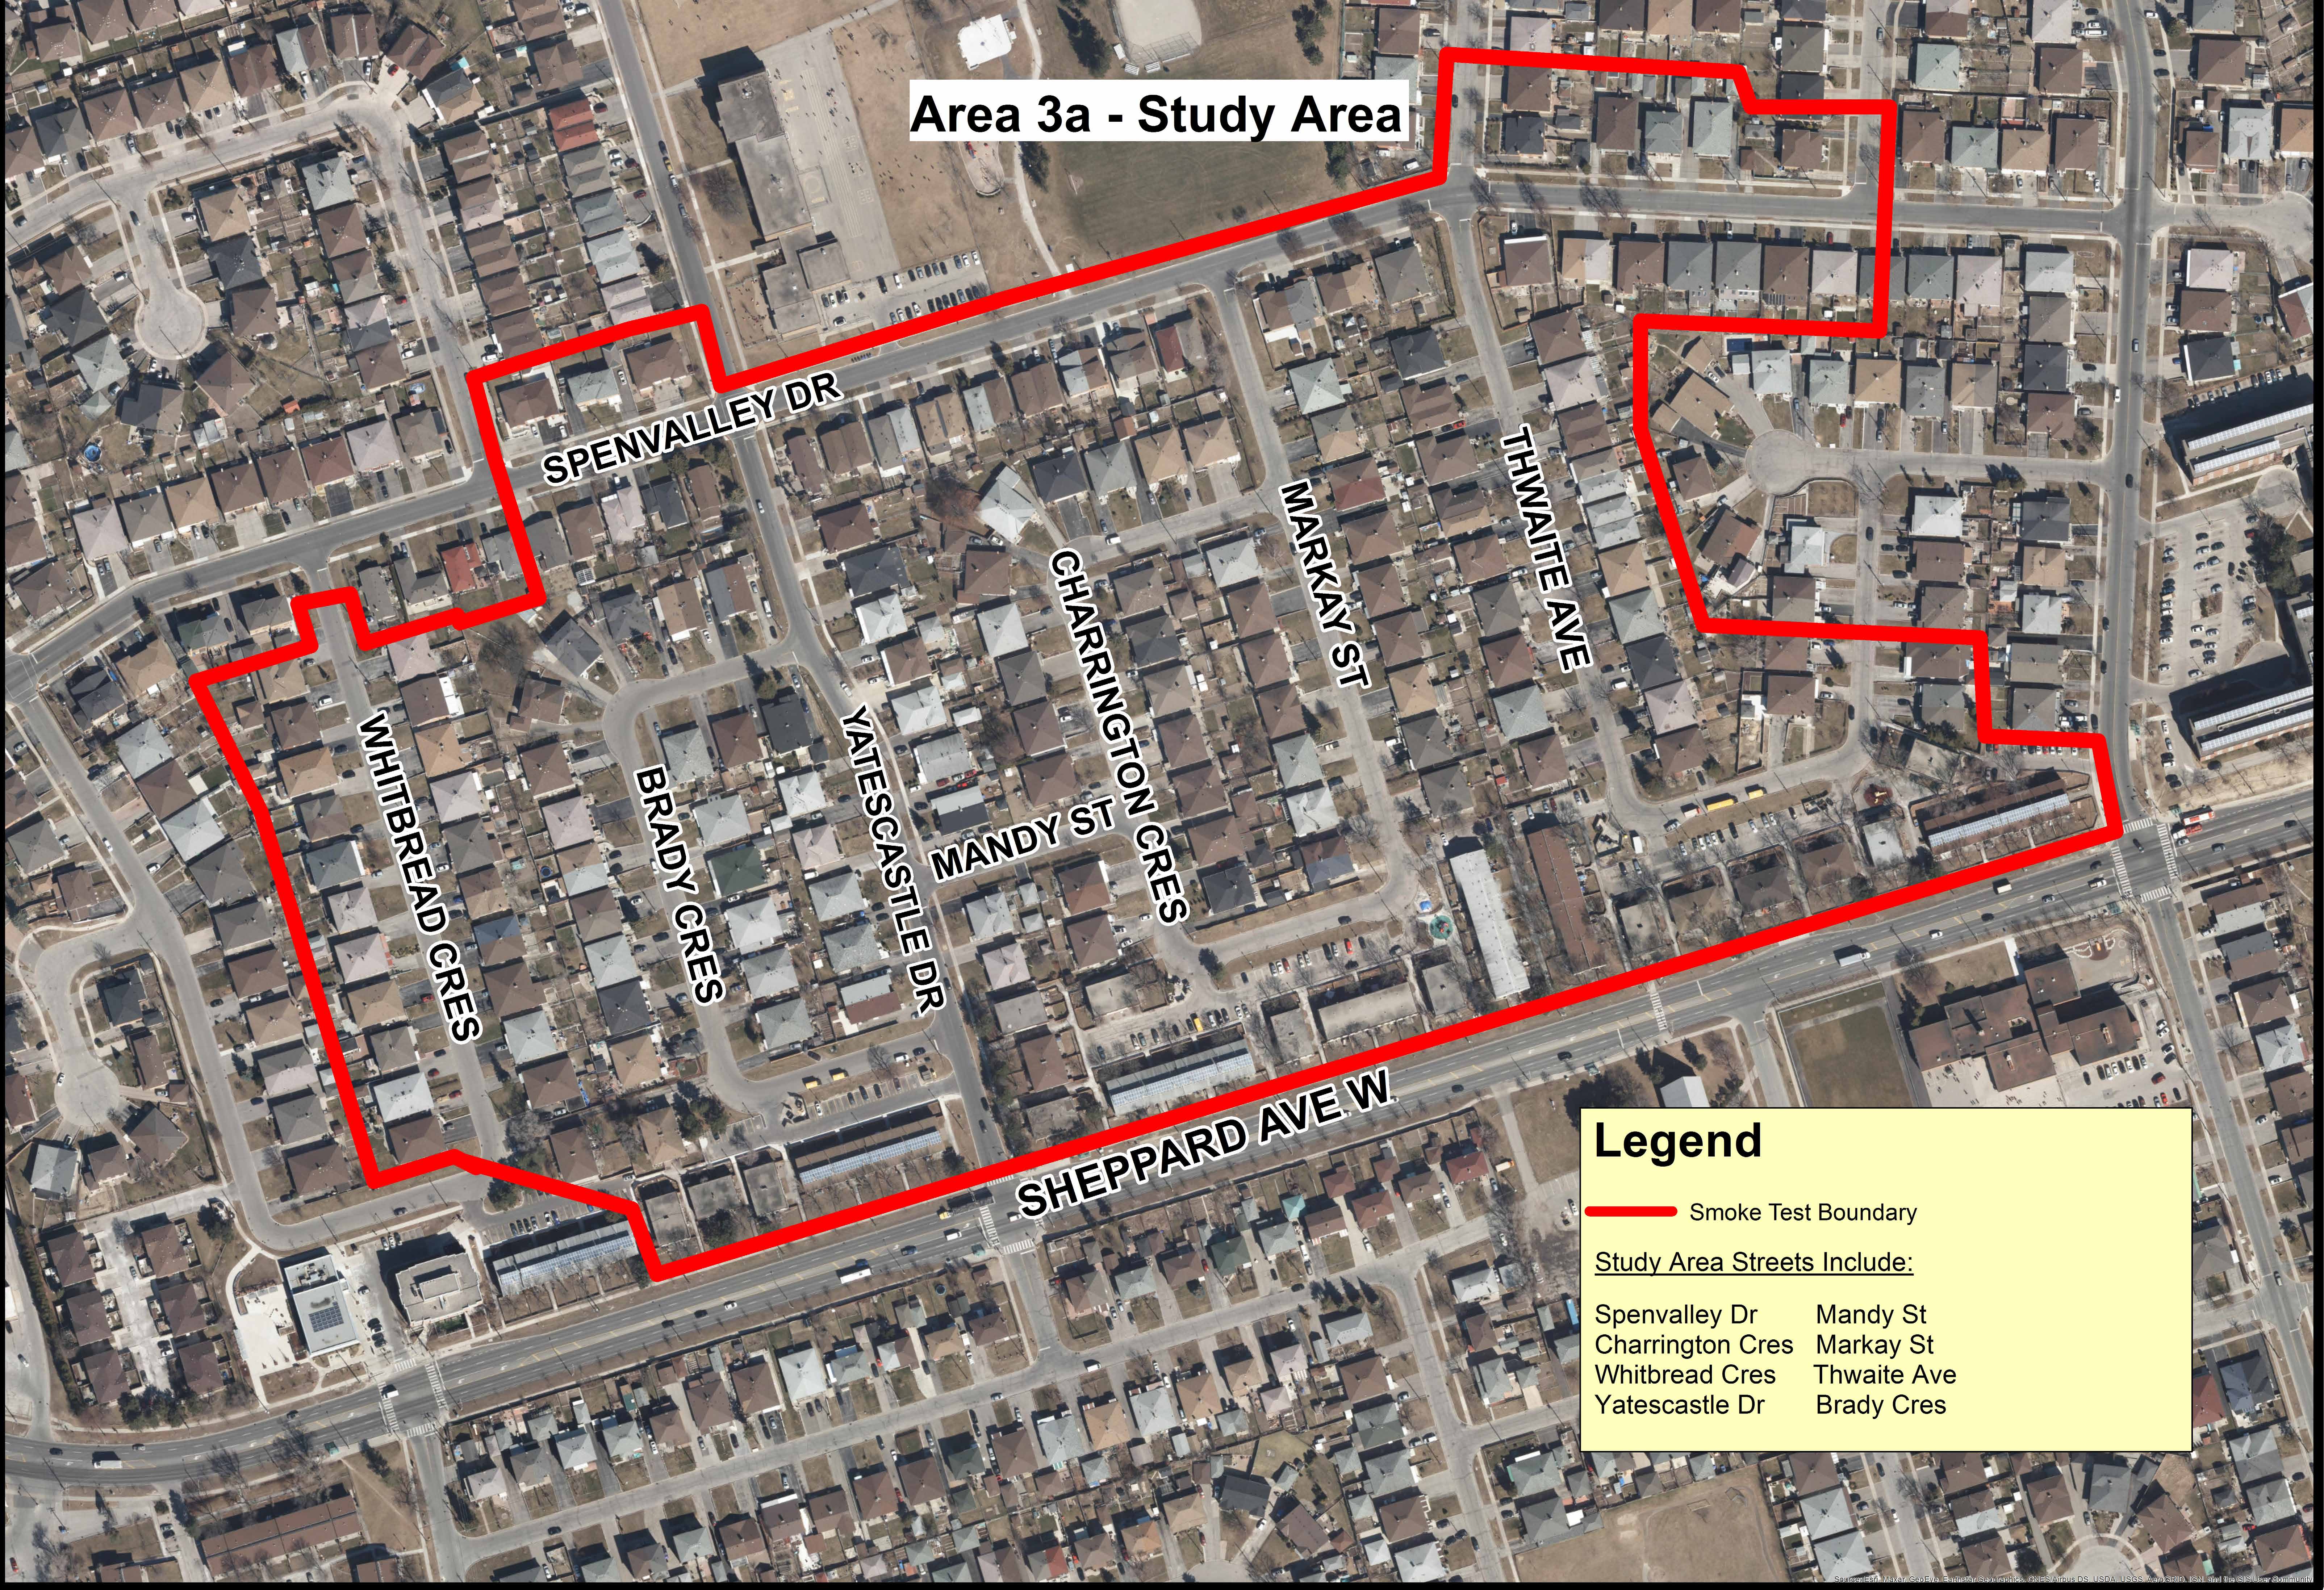 Area 3a - Study Area
SPENVALLEY DR
THWAITE AVE
MARKAY ST
CHARRINGTON CRES
WHITBREAD CRES
BRADY CRES
YATESCASTLE DR
MANDY ST
SHEPPARD AVE W
Legend
Smoke Test Boundary
Study Area Streets Include:
Spenvalley Dr Mandy St
Charrington Cres Markay St
Whitbread Cres Thwaite Ave
Yatescastle Dr Brady Cres